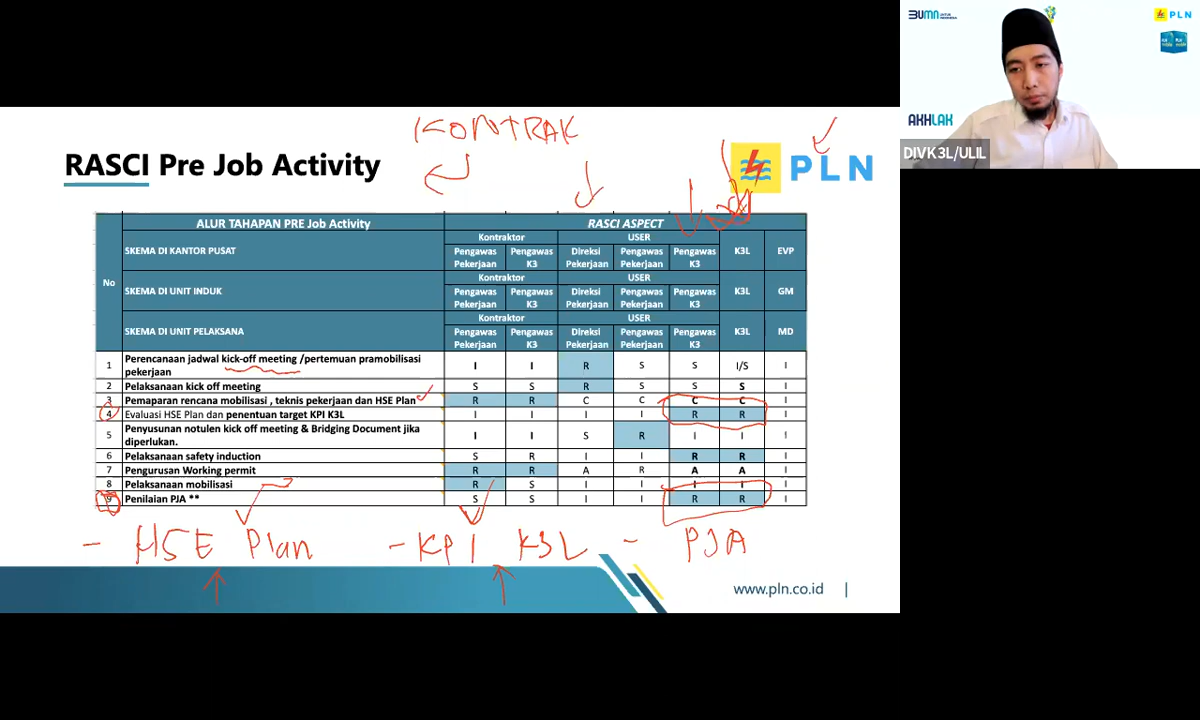 BUMN UNTUK INDONESIA
PLN
AKHLAK
DIVK3L/ULIL
KONTRAK
RASCI Pre Job Activity
PLN
No ALUR TAHAPAN PRE Job Activity RASCI ASPECT
SKEMA DI KANTOR PUSAT Kontraktor USER K3L EVP
Pengawas Pekerjaan Pengawas K3 Direksi Pekerjaan Pengawas Pekerjaan Pengawas K3
SKEMA DI UNIT INDUK Kontraktor USER K3L GM
Pengawas Pekerjaan Pengawas K3 Direksi Pekerjaan Pengawas Pekerjaan Pengawas K3
SKEMA DI UNIT PELAKSANA Kontraktor USER K3L MD
Pengawas Pekerjaan Pengawas K3 Direksi Pekerjaan Pengawas Pekerjaan Pengawas K3
1 Perencanaan jadwal kick-off meeting /pertemuan pramobilisasi pekerjaan I I R S S I/S I
2 Pelaksanaan kick off meeting S S R S S S I
3 Pemaparan rencana mobilisasi , teknis pekerjaan dan HSE Plan R R C C C C I
4 Evaluasi HSE Plan dan penentuan target KPI K3L I I I I R R I
5 Penyusunan notulen kick off meeting & Bridging Document jika diperlukan. I I S R I I I
6 Pelaksanaan safety induction S R I I R R I
7 Pengurusan Working permit R R A R A A I
8 Pelaksanaan mobilisasi R S I I I I I
9 Penilaian PJA ** S S I I R R I
- HSE Plan - KPI K3L - PJA
www.pln.co.id |